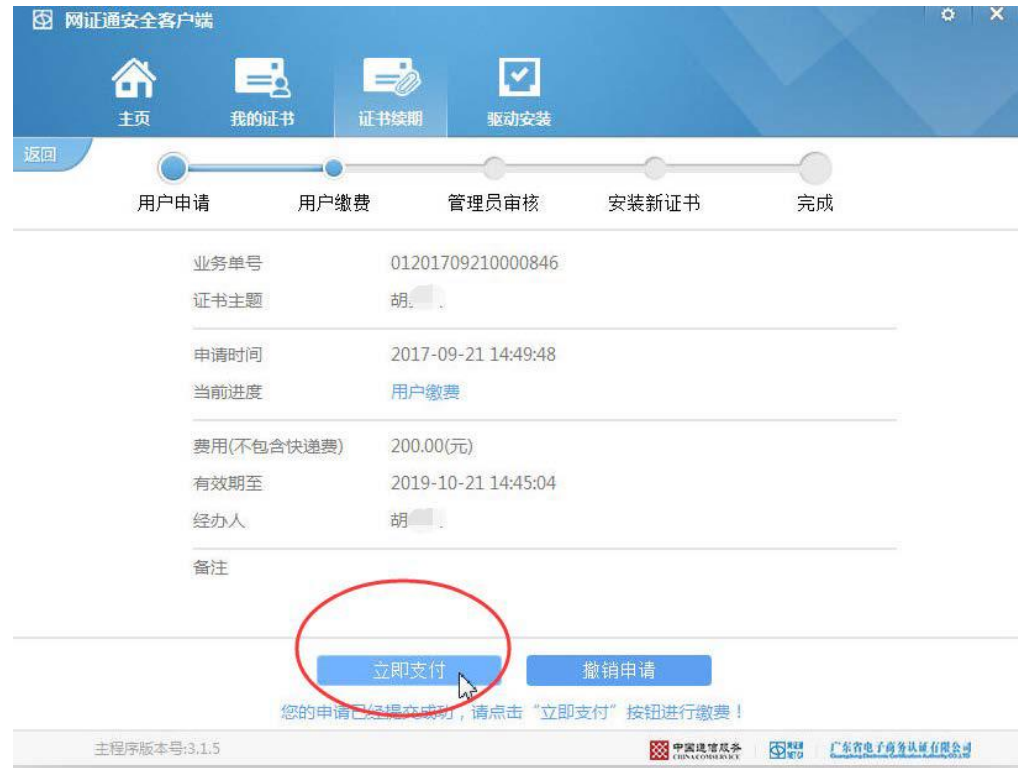 网证通安全客户端
主页 我的证书 证书续期 驱动安装
返回
用户申请 用户缴费 管理员审核 安装新证书 完成
业务单号 01201709210000846
证书主题 胡
申请时间 2017-09-21 14:49:48
当前进度 用户缴费
费用(不包含快递费) 200.00(元)
有效期至 2019-10-21 14:45:04
经办人 胡
备注
立即支付 撤销申请
您的申请已经提交成功，请点击“立即支付”按钮进行缴费！
主程序版本号:3.1.5 中国通信服务 广东省电子商务认证有限公司
CHINACOMSERVICE